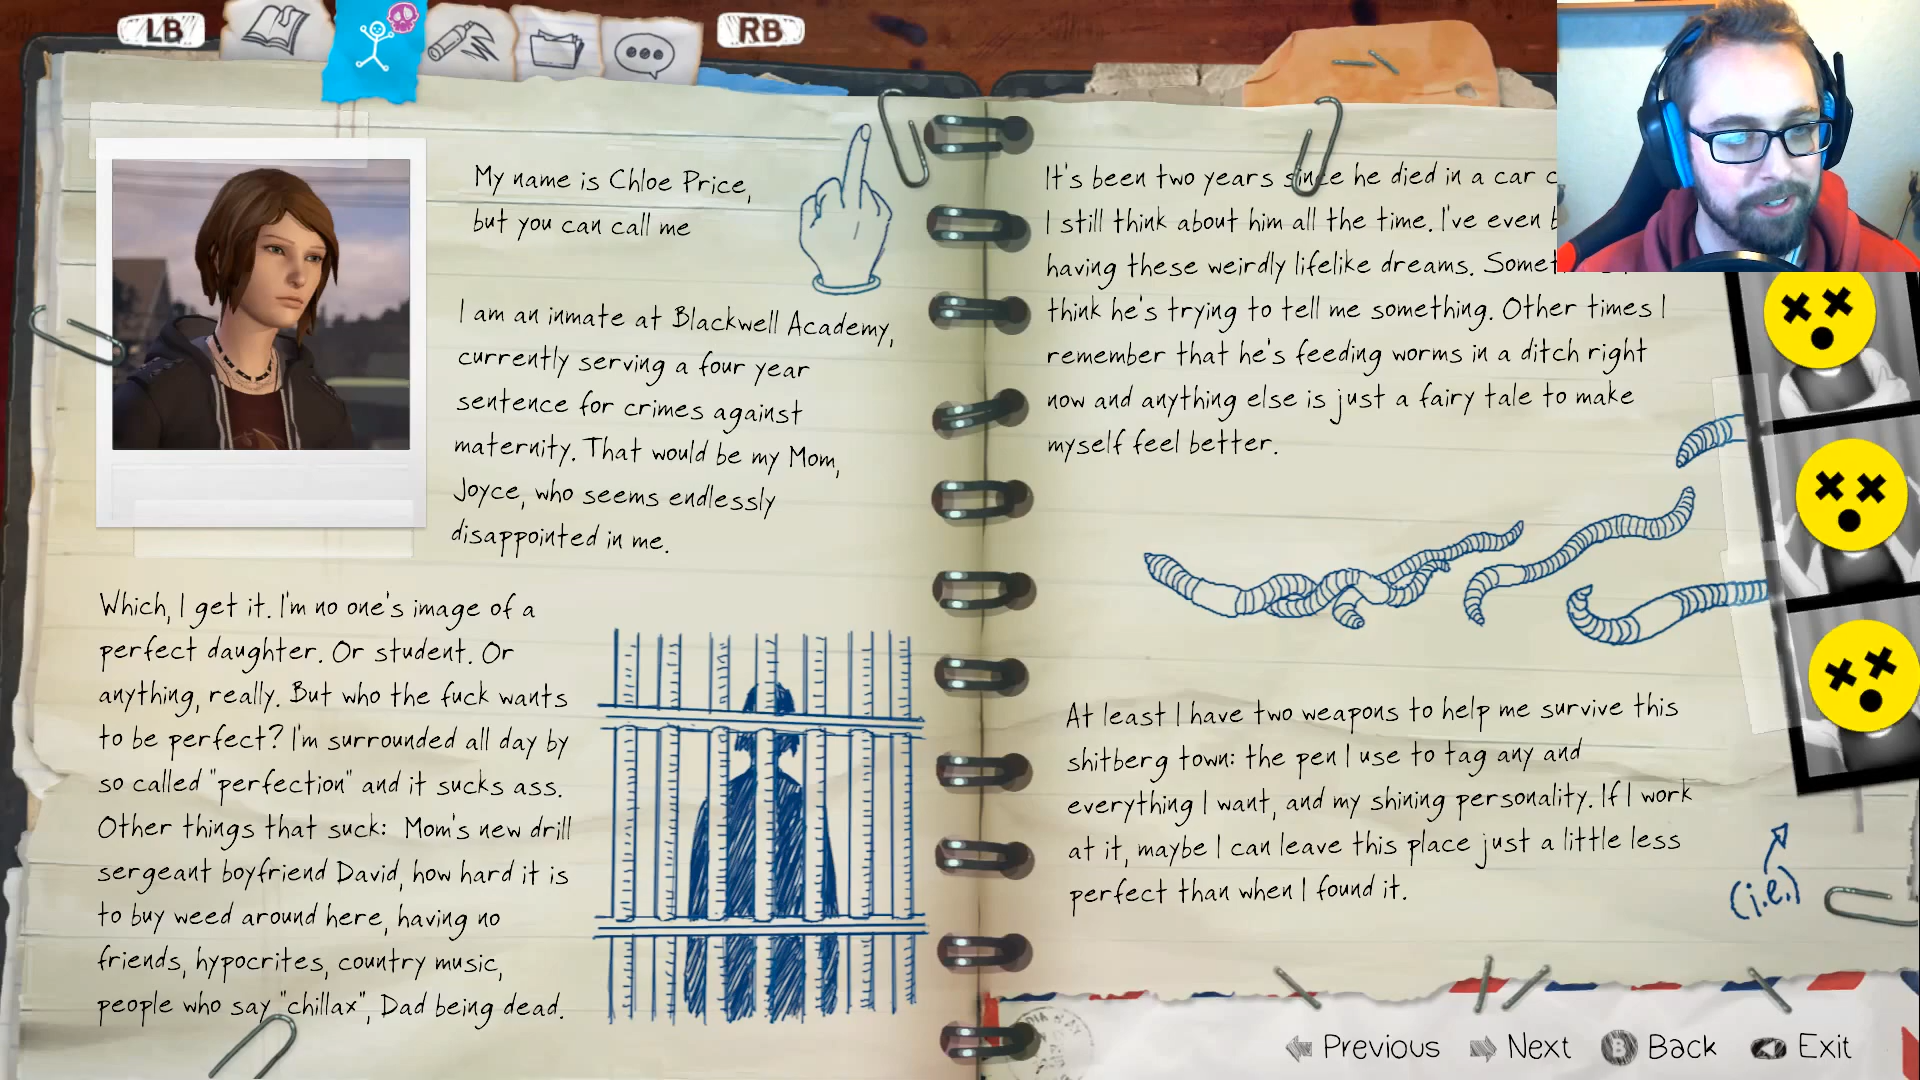 LB
RB
My name is Chloe Price,
but you can call me
I am an inmate at Blackwell Academy,
currently serving a four year
sentence for crimes against
maternity. That would be my Mom,
Joyce, who seems endlessly
disappointed in me.
Which, I get it. I'm no one's image of a
perfect daughter. Or student. Or
anything, really. But who the fuck wants
to be perfect? I'm surrounded all day by
so called "perfection" and it sucks ass.
Other things that suck: Mom's new drill
sergeant boyfriend David, how hard it is
to buy weed around here, having no
friends, hypocrites, country music,
people who say "chillax", Dad being dead.
It's been two years since he died in a car
I still think about him all the time. I've even
having these weirdly lifelike dreams.
think he's trying to tell me something. Other times I
remember that he's feeding worms in a ditch right
now and anything else is just a fairy tale to make
myself feel better.
At least I have two weapons to help me survive this
shitberg town: the pen I use to tag any and
everything I want, and my shining personality. If I work
at it, maybe I can leave this place just a little less
perfect than when I found it.
(i.e.)
Previous
Next
B Back
Exit